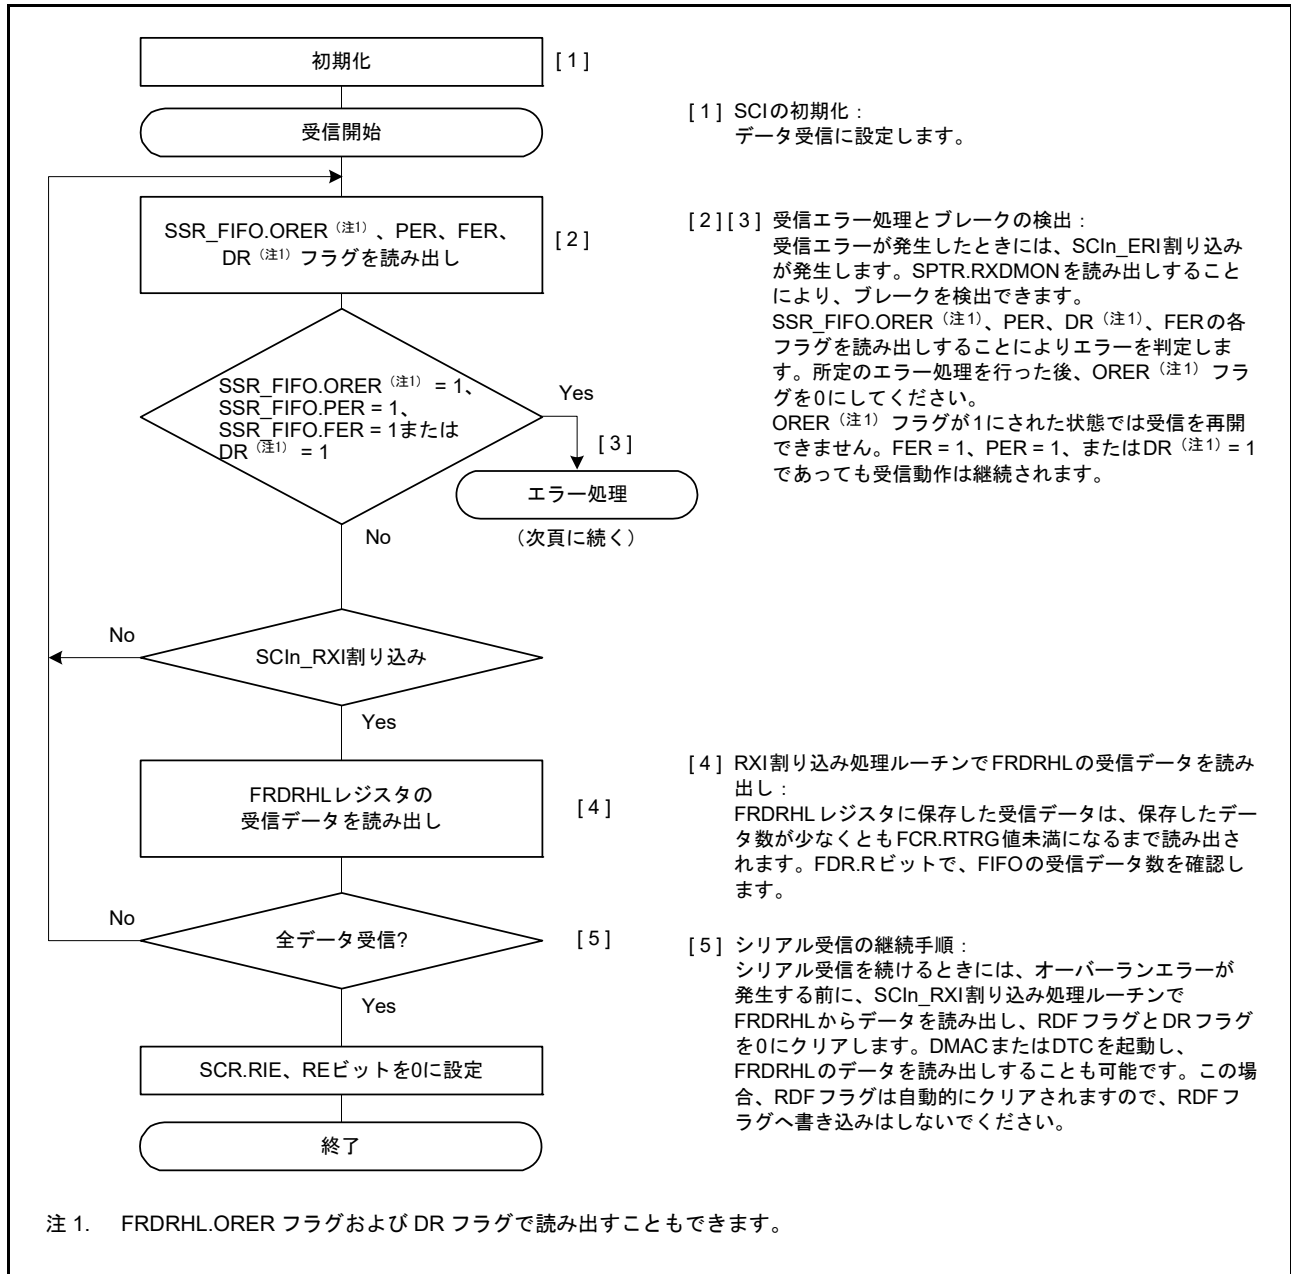 初期化
[ 1 ]
受信開始
[ 1 ] SCIの初期化：
データ受信に設定します。
SSR_FIFO.ORER（注1）、PER、FER、
DR（注1）フラグを読み出し
[ 2 ]
[ 2 ] [ 3 ] 受信エラー処理とブレークの検出：
受信エラーが発生したときには、SCIn_ERI割り込み
が発生します。SPTR.RXDMONを読み出しすること
により、ブレークを検出できます。
SSR_FIFO.ORER（注1）、PER、DR（注1）、FERの各
フラグを読み出しすることによりエラーを判定しま
す。所定のエラー処理を行った後、ORER（注1）フラ
グを0にしてください。
ORER（注1）フラグが1にされた状態では受信を再開
できません。FER = 1、PER = 1、またはDR（注1）= 1
であっても受信動作は継続されます。
SSR_FIFO.ORER（注1）= 1、
SSR_FIFO.PER = 1、
SSR_FIFO.FER = 1または
DR（注1）= 1
Yes
[ 3 ]
エラー処理
（次頁に続く）
No
SCIn_RXI割り込み
No
Yes
FRDRHLレジスタの
受信データを読み出し
[ 4 ]
[ 4 ] RXI割り込み処理ルーチンでFRDRHLの受信データを読み
出し：
FRDRHLレジスタに保存した受信データは、保存したデー
タ数が少なくともFCR.RTRG値未満になるまで読み出さ
れます。FDR.Rビットで、FIFOの受信データ数を確認し
ます。
No
全データ受信?
[ 5 ]
Yes
[ 5 ] シリアル受信の継続手順：
シリアル受信を続けるときには、オーバーランエラーが
発生する前に、SCIn_RXI割り込み処理ルーチンで
FRDRHLからデータを読み出し、RDFフラグとDRフラグ
を0にクリアします。DMACまたはDTCを起動し、
FRDRHLのデータを読み出しすることも可能です。この場
合、RDFフラグは自動的にクリアされますので、RDFフ
ラグへ書き込みはしないでください。
SCR.RIE、REビットを0に設定
終了
注 1. FRDRHL.ORER フラグおよび DR フラグで読み出すこともできます。